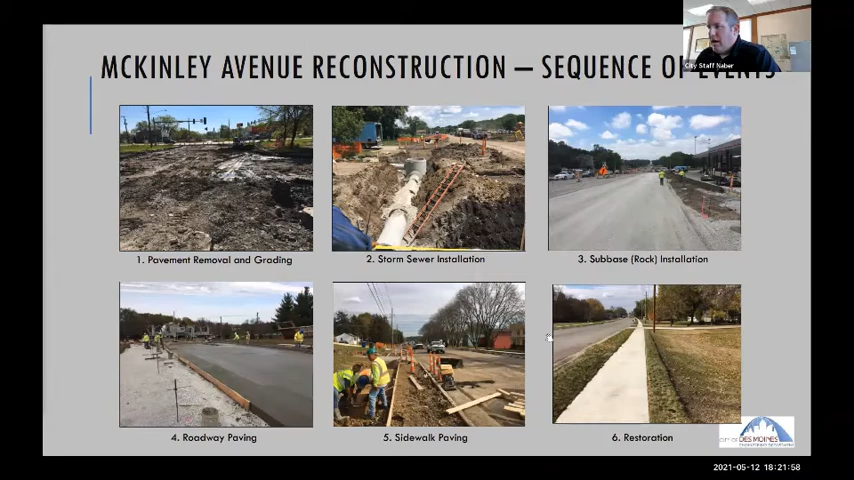 MCKINLEY AVENUE RECONSTRUCTION – SEQUENCE OF EVENTS
City Staff Naber
1. Pavement Removal and Grading
2. Storm Sewer Installation
3. Subbase (Rock) Installation
4. Roadway Paving
5. Sidewalk Paving
6. Restoration
CITY OF DES MOINES
2021-05-12 18:21:58